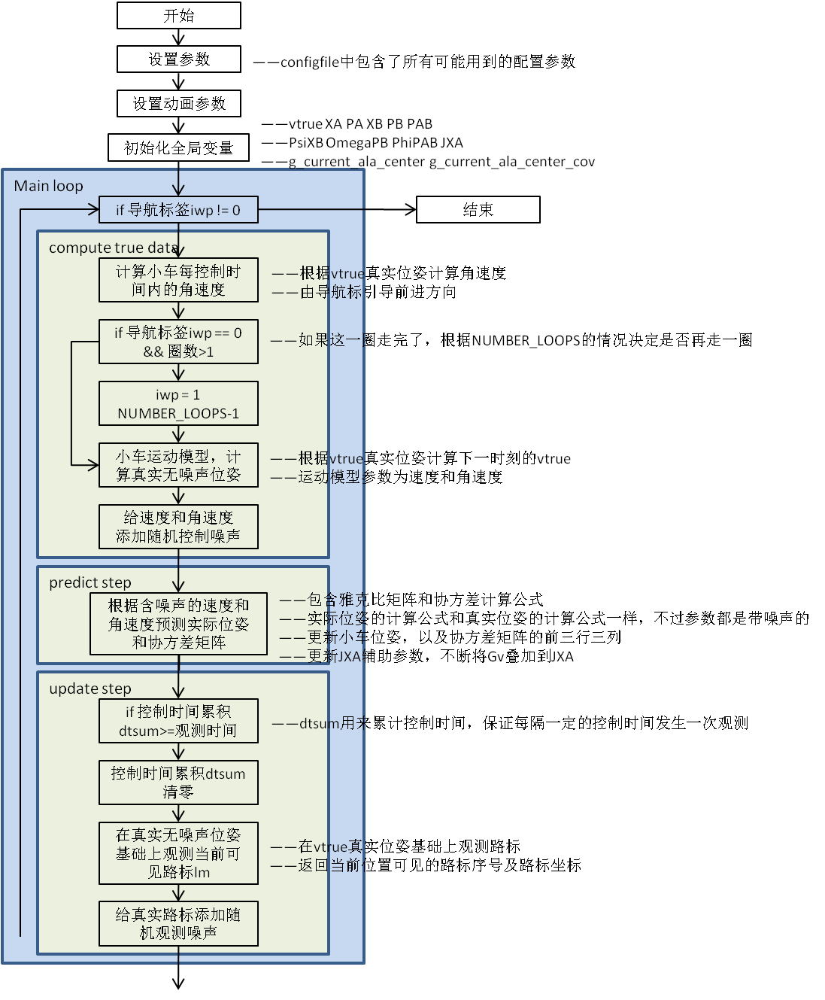 开始
设置参数
——configfile中包含了所有可能用到的配置参数
设置动画参数
——vtrue XA PA XB PB PAB
初始化全局变量
——PsiXB OmegaPB PhiPAB JXA
——g_current_ala_center g_current_ala_center_cov
Main loop
if 导航标签iwp != 0
结束
compute true data
计算小车每控制时
间内的角速度
——根据vtrue真实位姿计算角速度
——由导航标引导前进方向
if 导航标签iwp == 0
&& 圈数>1
——如果这一圈走完了，根据NUMBER_LOOPS的情况决定是否再走一圈
iwp = 1
NUMBER_LOOPS-1
小车运动模型，计
算真实无噪声位姿
——根据vtrue真实位姿计算下一时刻的vtrue
——运动模型参数为速度和角速度
给速度和角速度
添加随机控制噪声
predict step
根据含噪声的速度和
角速度预测实际位姿
和协方差矩阵
——包含雅克比矩阵和协方差计算公式
——实际位姿的计算公式和真实位姿的计算公式一样，不过参数都是带噪声的
——更新小车位姿，以及协方差矩阵的前三行三列
——更新JXA辅助参数，不断将Gv叠加到JXA
update step
if 控制时间累积
dtsum>=观测时间
——dtsum用来累计控制时间，保证每隔一定的控制时间发生一次观测
控制时间累积dtsum
清零
在真实无噪声位姿
基础上观测当前可
见路标lm
——在vtrue真实位姿基础上观测路标
——返回当前位置可见的路标序号及路标坐标
给真实路标添加随
机观测噪声